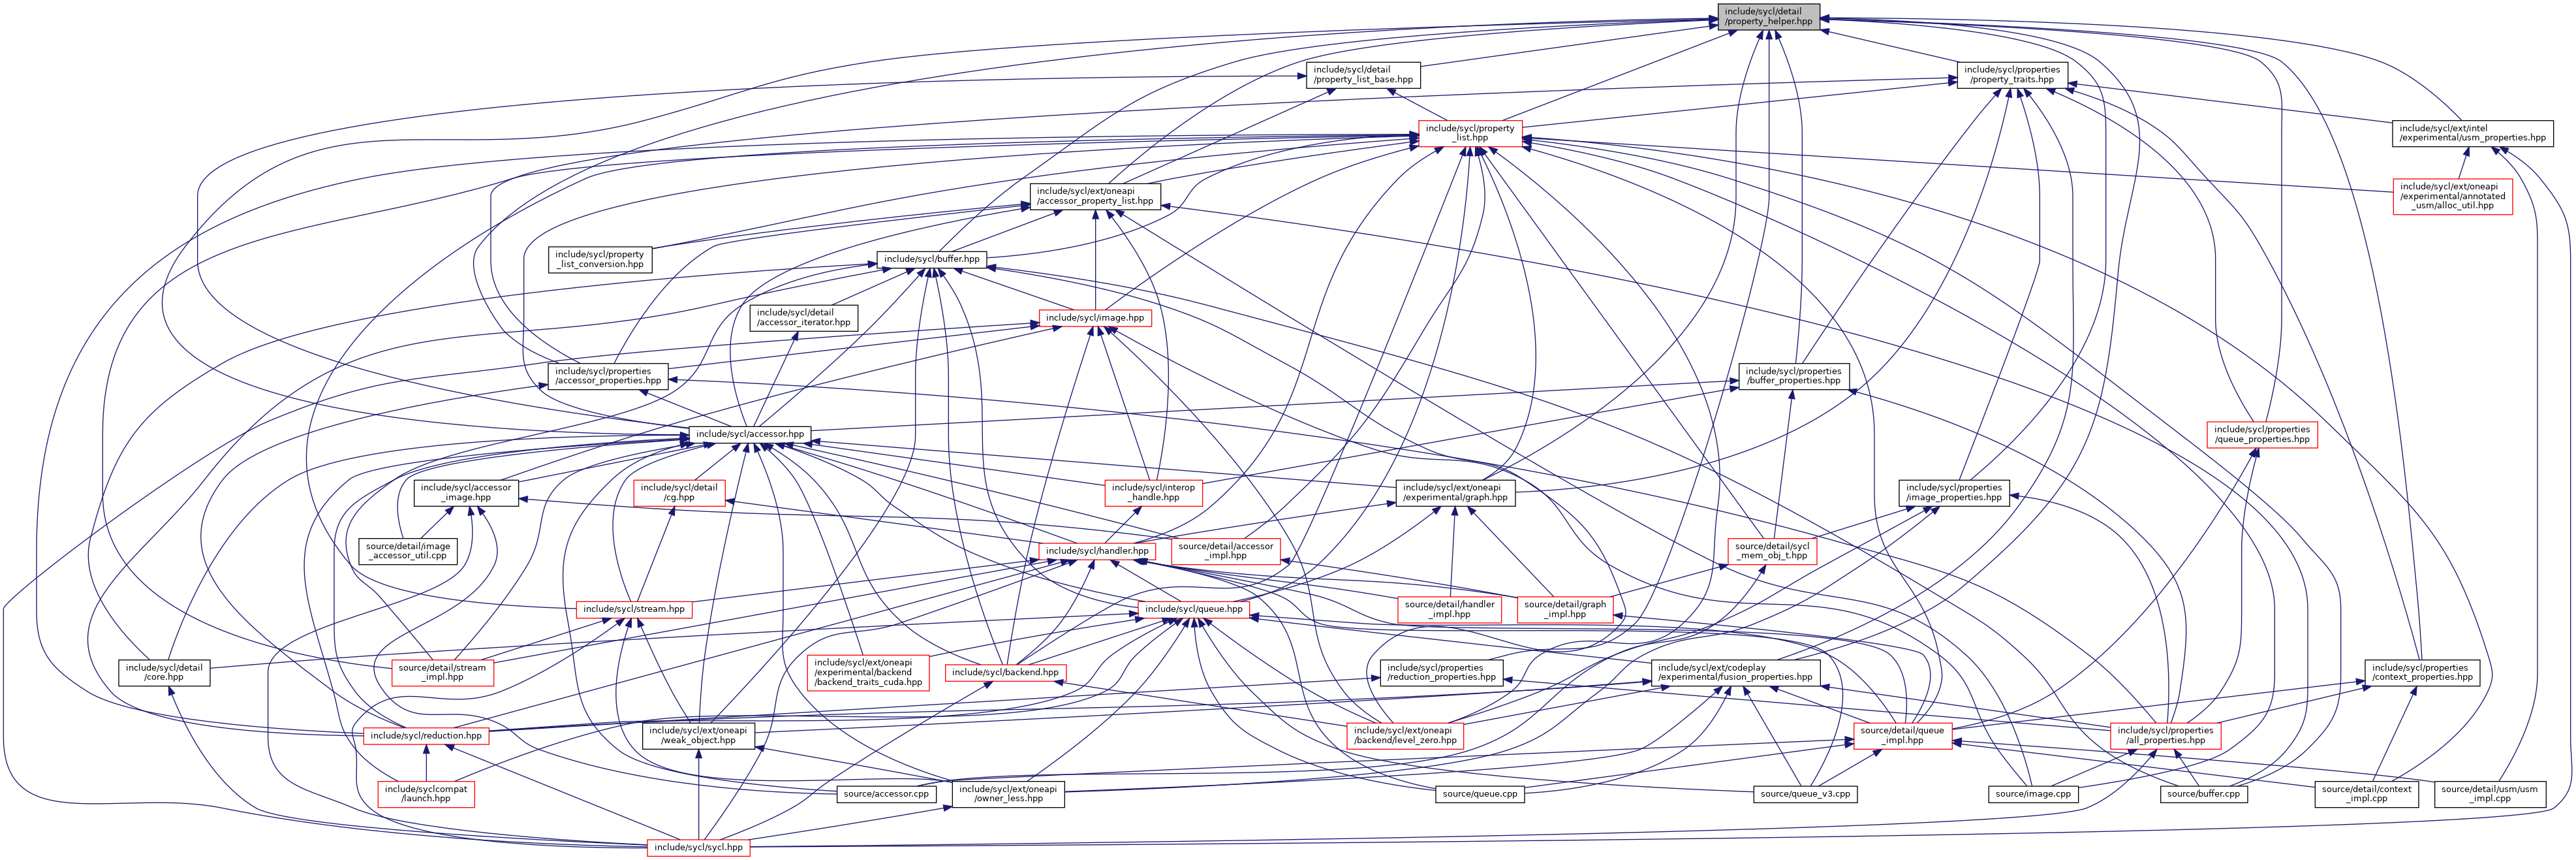 include/sycl/detail
/property_helper.hpp
include/sycl/detail
/property_list_base.hpp
include/sycl/properties
/property_traits.hpp
include/sycl/property
_list.hpp
include/sycl/ext/intel
/experimental/usm_properties.hpp
include/sycl/ext/oneapi
/accessor_property_list.hpp
include/sycl/ext/oneapi
/experimental/annotated
_usm/alloc_util.hpp
include/sycl/property
_list_conversion.hpp
include/sycl/buffer.hpp
include/sycl/detail
/accessor_iterator.hpp
include/sycl/image.hpp
include/sycl/properties
/accessor_properties.hpp
include/sycl/properties
/buffer_properties.hpp
include/sycl/accessor.hpp
include/sycl/properties
/queue_properties.hpp
include/sycl/accessor
_image.hpp
include/sycl/detail
/cg.hpp
include/sycl/interop
_handle.hpp
include/sycl/ext/oneapi
/experimental/graph.hpp
include/sycl/properties
/image_properties.hpp
source/detail/image
_accessor_util.cpp
include/sycl/handler.hpp
source/detail/accessor
_impl.hpp
source/detail/sycl
_mem_obj_t.hpp
include/sycl/stream.hpp
include/sycl/queue.hpp
source/detail/handler
_impl.hpp
source/detail/graph
_impl.hpp
include/sycl/detail
/core.hpp
source/detail/stream
_impl.hpp
include/sycl/ext/oneapi
/experimental/backend
/backend_traits_cuda.hpp
include/sycl/backend.hpp
include/sycl/properties
/reduction_properties.hpp
include/sycl/ext/codeplay
/experimental/fusion_properties.hpp
include/sycl/properties
/context_properties.hpp
include/sycl/reduction.hpp
include/sycl/ext/oneapi
/weak_object.hpp
include/sycl/ext/oneapi
/backend/level_zero.hpp
source/detail/queue
_impl.hpp
include/sycl/properties
/all_properties.hpp
include/syclcompat
/launch.hpp
source/accessor.cpp
include/sycl/ext/oneapi
/owner_less.hpp
source/queue.cpp
source/queue_v3.cpp
source/image.cpp
source/buffer.cpp
source/detail/context
_impl.cpp
source/detail/usm/usm
_impl.cpp
include/sycl/sycl.hpp